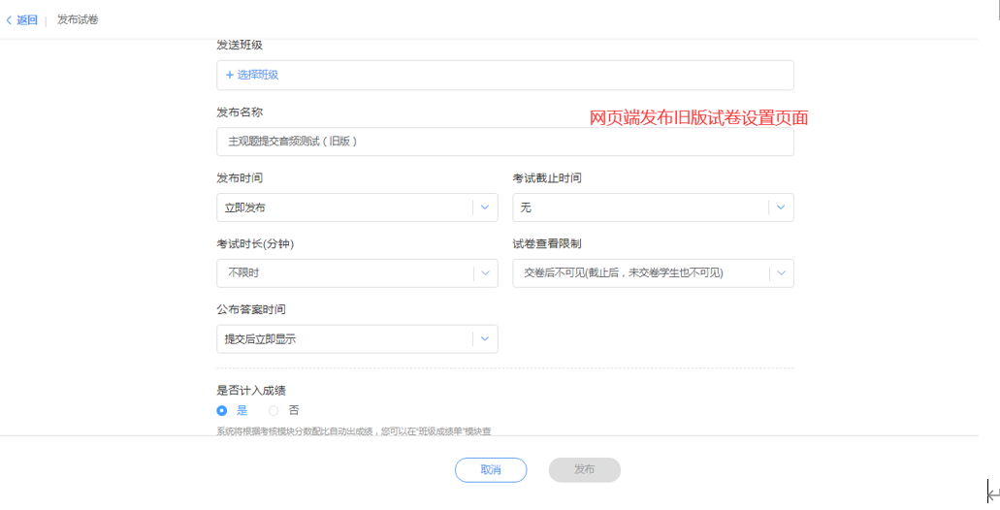 返回 | 发布试卷
发送班级
+ 选择班级
发布名称
网页端发布旧版试卷设置页面
主观题提交音频测试（旧版）
发布时间 考试截止时间
立即发布 无
考试时长(分钟) 试卷查看限制
不限时 交卷后不可见(截止后，未交卷学生也不可见)
公布答案时间
提交后立即显示
是否计入成绩
是 否
系统将根据考核模块分数配比自动出成绩，您可以在“班级成绩单”模块查
取消 发布